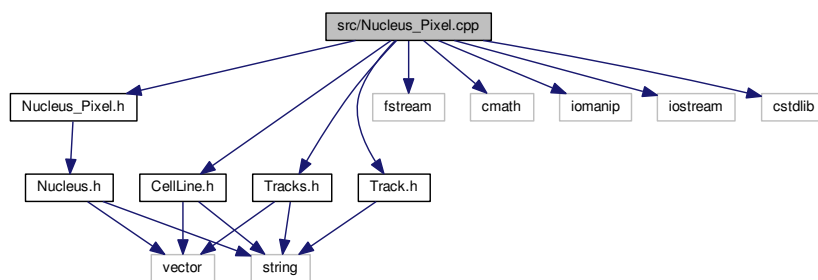 src/Nucleus_Pixel.cpp
Nucleus_Pixel.h
fstream
cmath
iomanip
iostream
cstdlib
Nucleus.h
CellLine.h
Tracks.h
Track.h
vector
string